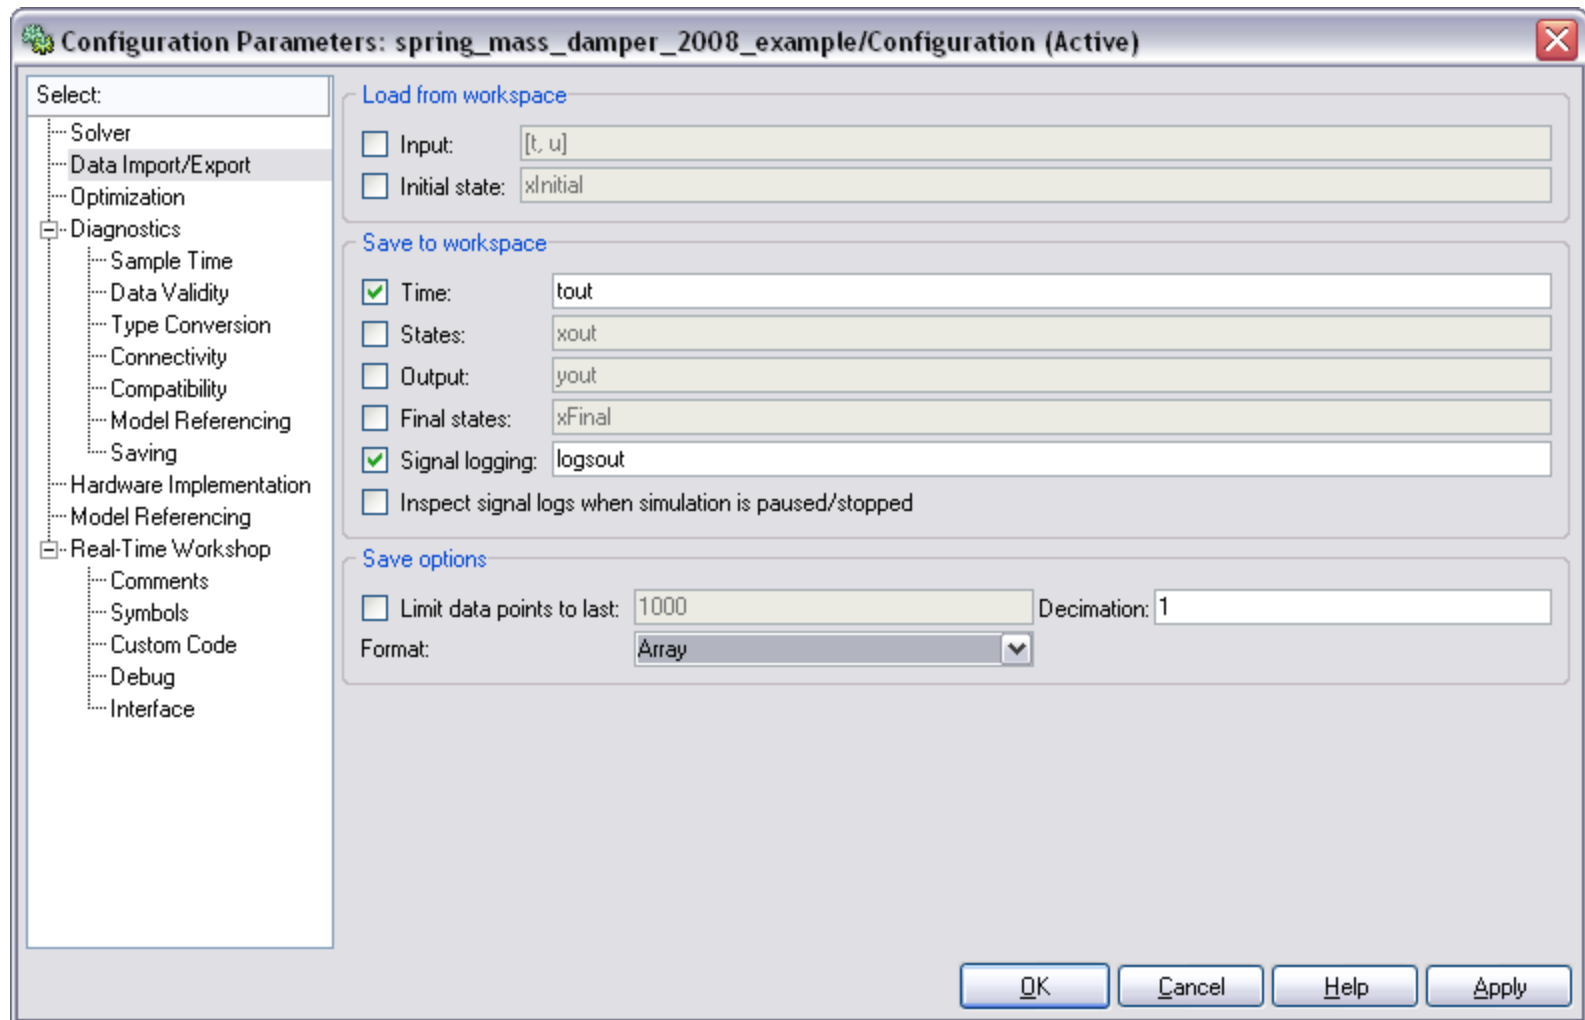 Configuration Parameters: spring_mass_damper_2008_example/Configuration (Active)
Select:
Solver
Data Import/Export
Optimization
Diagnostics
Sample Time
Data Validity
Type Conversion
Connectivity
Compatibility
Model Referencing
Saving
Hardware Implementation
Model Referencing
Real-Time Workshop
Comments
Symbols
Custom Code
Debug
Interface
Load from workspace
Input: [t, u]
Initial state: xInitial
Save to workspace
Time: tout
States: xout
Output: yout
Final states: xFinal
Signal logging: logsout
Inspect signal logs when simulation is paused/stopped
Save options
Limit data points to last: 1000 Decimation: 1
Format: Array
OK Cancel Help Apply